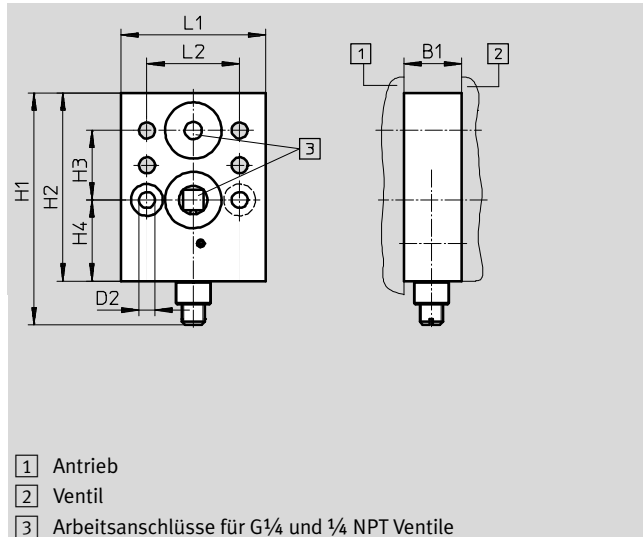 L1
L2
B1
1
2
3
H1
H2
H3
H4
D2
1 Antrieb
2 Ventil
3 Arbeitsanschlüsse für G¼ und ¼ NPT Ventile